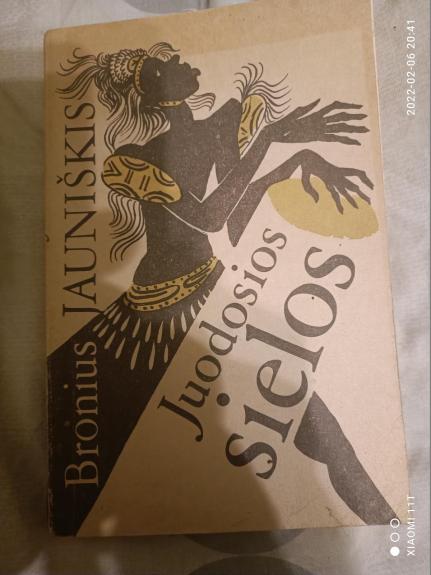 Bronius JAUNIŠKIS
Juodosios
sielos
2022-02-06 20:41
XIAOMI 11T